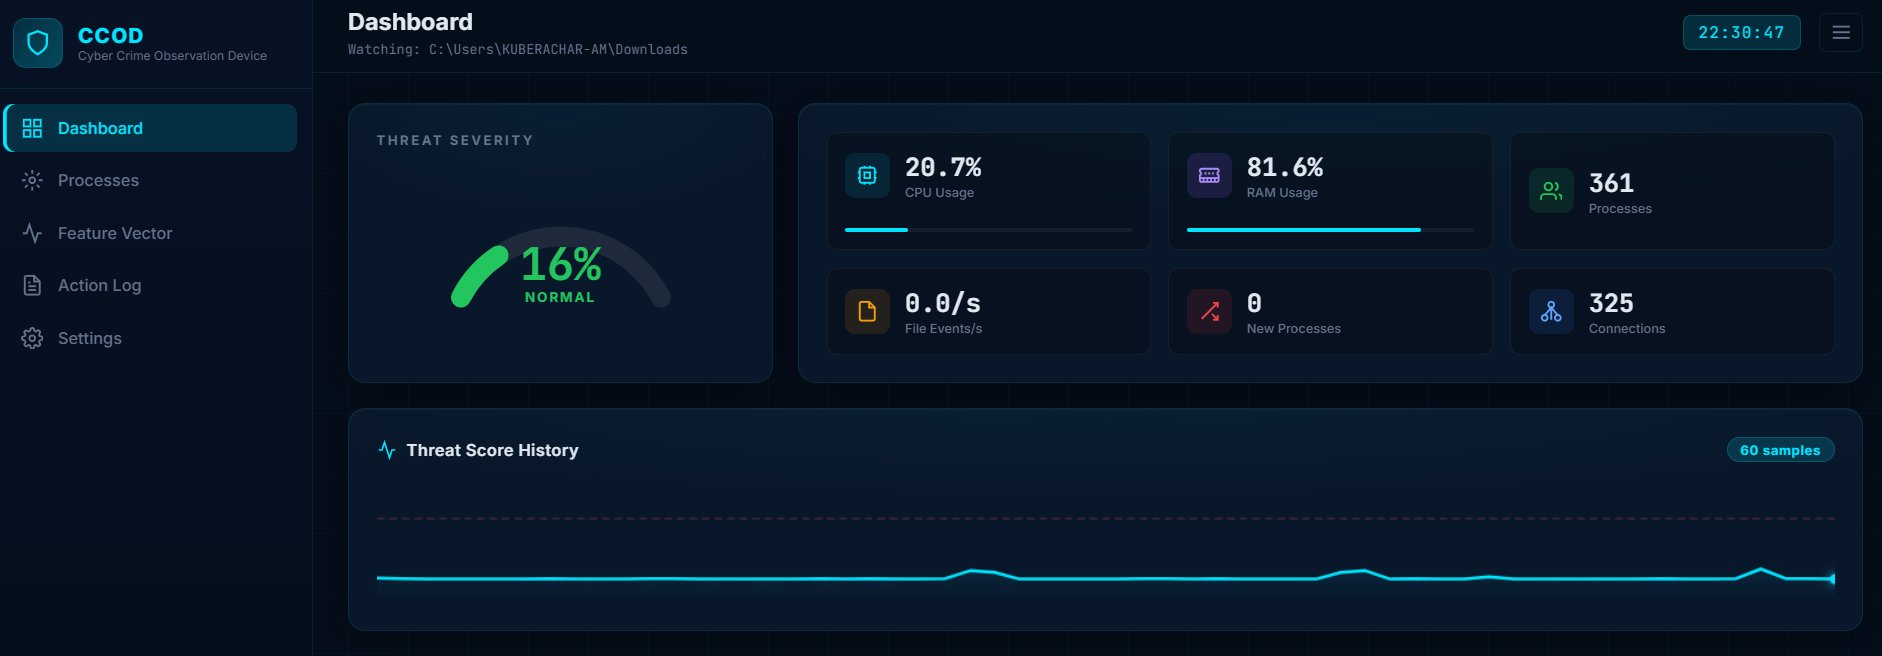 CCOD
Cyber Crime Observation Device
Dashboard
Processes
Feature Vector
Action Log
Settings
Dashboard
Watching: C:\Users\KUBERACHAR-AM\Downloads
22:30:47
THREAT SEVERITY
16%
NORMAL
20.7%
CPU Usage
81.6%
RAM Usage
361
Processes
0.0/s
File Events/s
0
New Processes
325
Connections
Threat Score History
60 samples